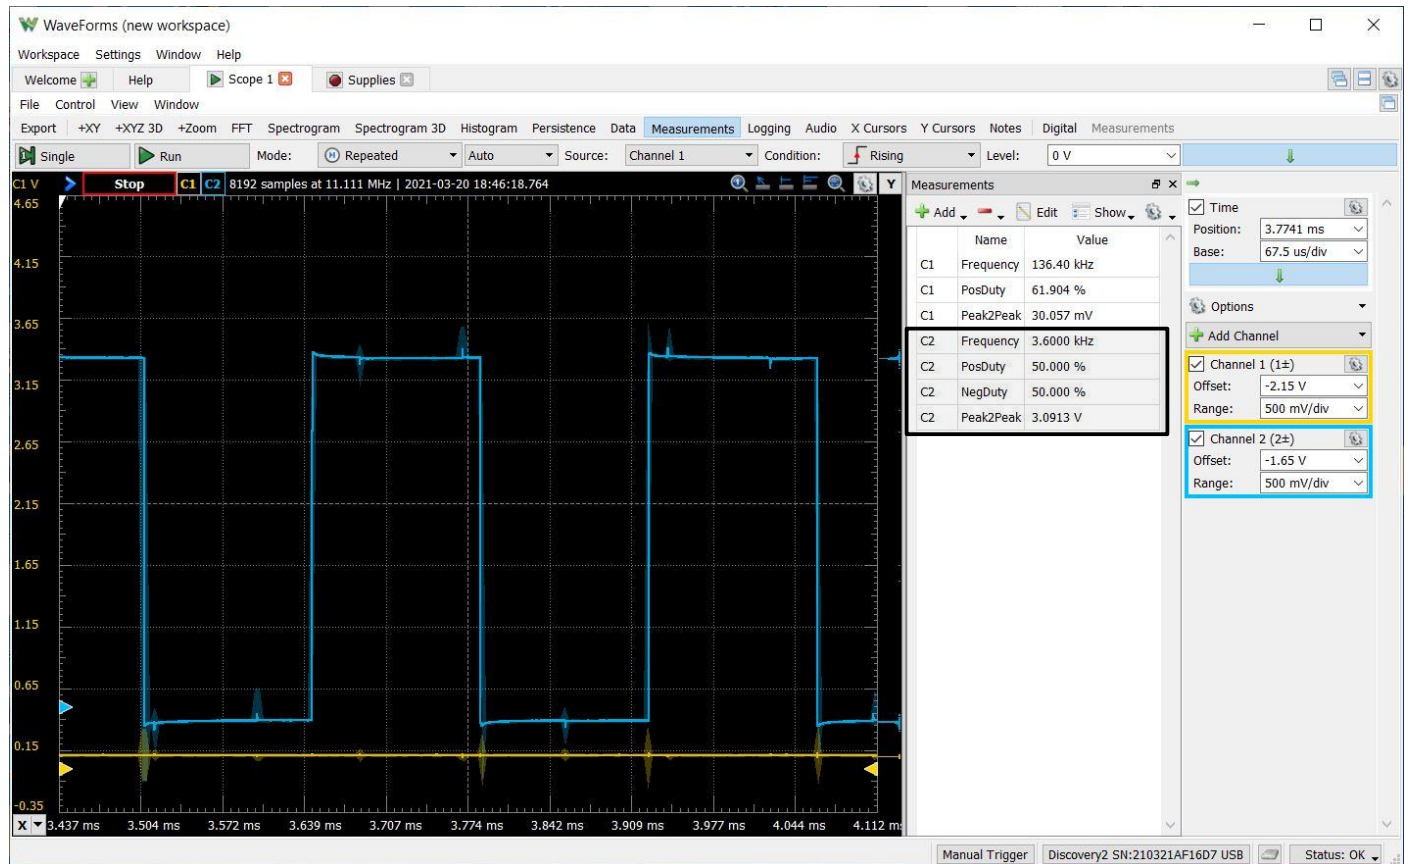 WaveForms (new workspace)
Workspace Settings Window Help
Welcome Help Scope 1 Supplies
File Control View Window
Export +XY +XYZ 3D +Zoom FFT Spectrogram Spectrogram 3D Histogram Persistence Data Measurements Logging Audio X Cursors Y Cursors Notes Digital Measurements
Single Run Mode: Repeated Auto Source: Channel 1 Condition: Rising Level: 0 V
C1 V Stop C1 C2 8192 samples at 11.111 MHz | 2021-03-20 18:46:18.764 Y
4.65
4.15
3.65
3.15
2.65
2.15
1.65
1.15
0.65
0.15
-0.35
X 3.437 ms 3.504 ms 3.572 ms 3.639 ms 3.707 ms 3.774 ms 3.842 ms 3.909 ms 3.977 ms 4.044 ms 4.112 m
Measurements
Add Edit Show
Name Value
C1 Frequency 136.40 kHz
C1 PosDuty 61.904 %
C1 Peak2Peak 30.057 mV
C2 Frequency 3.6000 kHz
C2 PosDuty 50.000 %
C2 NegDuty 50.000 %
C2 Peak2Peak 3.0913 V
Time
Position: 3.7741 ms
Base: 67.5 us/div
Options
Add Channel
Channel 1 (1±)
Offset: -2.15 V
Range: 500 mV/div
Channel 2 (2±)
Offset: -1.65 V
Range: 500 mV/div
Manual Trigger Discovery2 SN:210321AF16D7 USB Status: OK